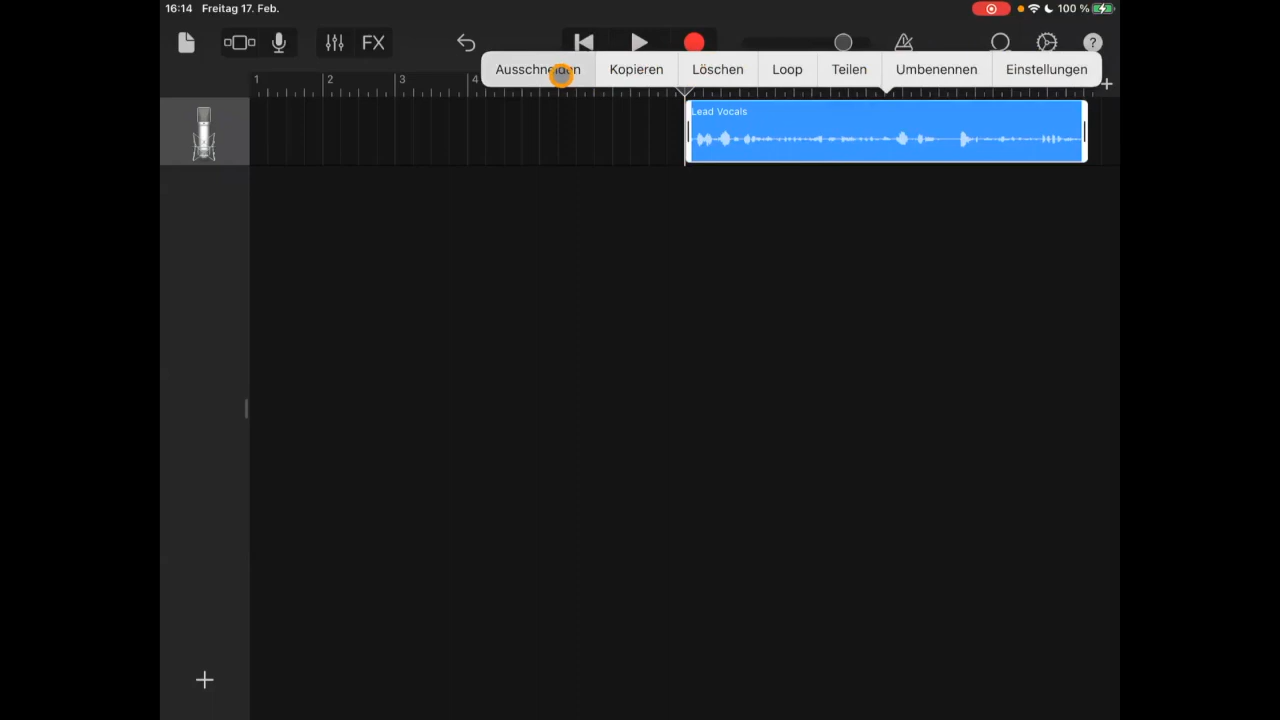 16:14 Freitag 17. Feb. 100 %
FX ?
Ausschneiden Kopieren Löschen Loop Teilen Umbenennen Einstellungen
1 2 3 4
Lead Vocals